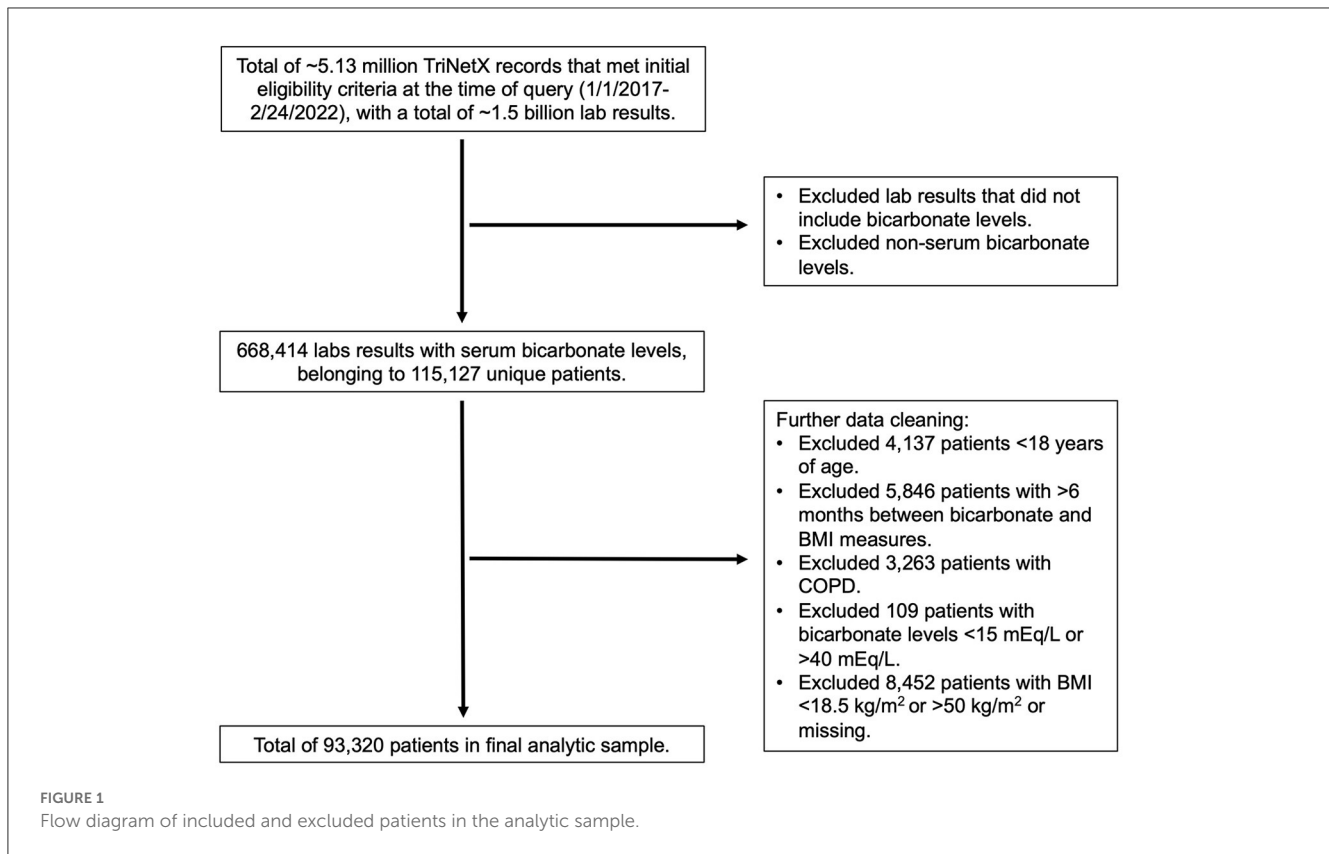 Total of ~5.13 million TriNetX records that met initial
eligibility criteria at the time of query (1/1/2017-
2/24/2022), with a total of ~1.5 billion lab results.
• Excluded lab results that did not
include bicarbonate levels.
• Excluded non-serum bicarbonate
levels.
668,414 labs results with serum bicarbonate levels,
belonging to 115,127 unique patients.
Further data cleaning:
• Excluded 4,137 patients <18 years
of age.
• Excluded 5,846 patients with >6
months between bicarbonate and
BMI measures.
• Excluded 3,263 patients with
COPD.
• Excluded 109 patients with
bicarbonate levels <15 mEq/L or
>40 mEq/L.
• Excluded 8,452 patients with BMI
<18.5 kg/m² or >50 kg/m² or
missing.
Total of 93,320 patients in final analytic sample.
FIGURE 1
Flow diagram of included and excluded patients in the analytic sample.